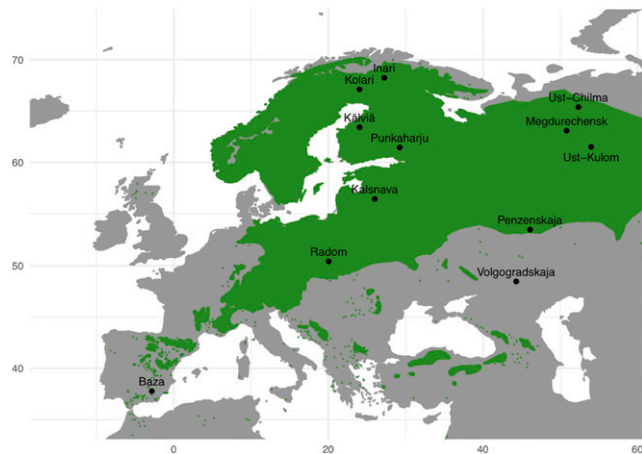 70
60
50
40
0
20
40
60
Inari
Kolari
Ust-Chilma
Kälviä
Megdurechensk
Punkaharju
Ust-Kulom
Kalsnava
Penzenskaja
Radom
Volgogradskaja
Baza